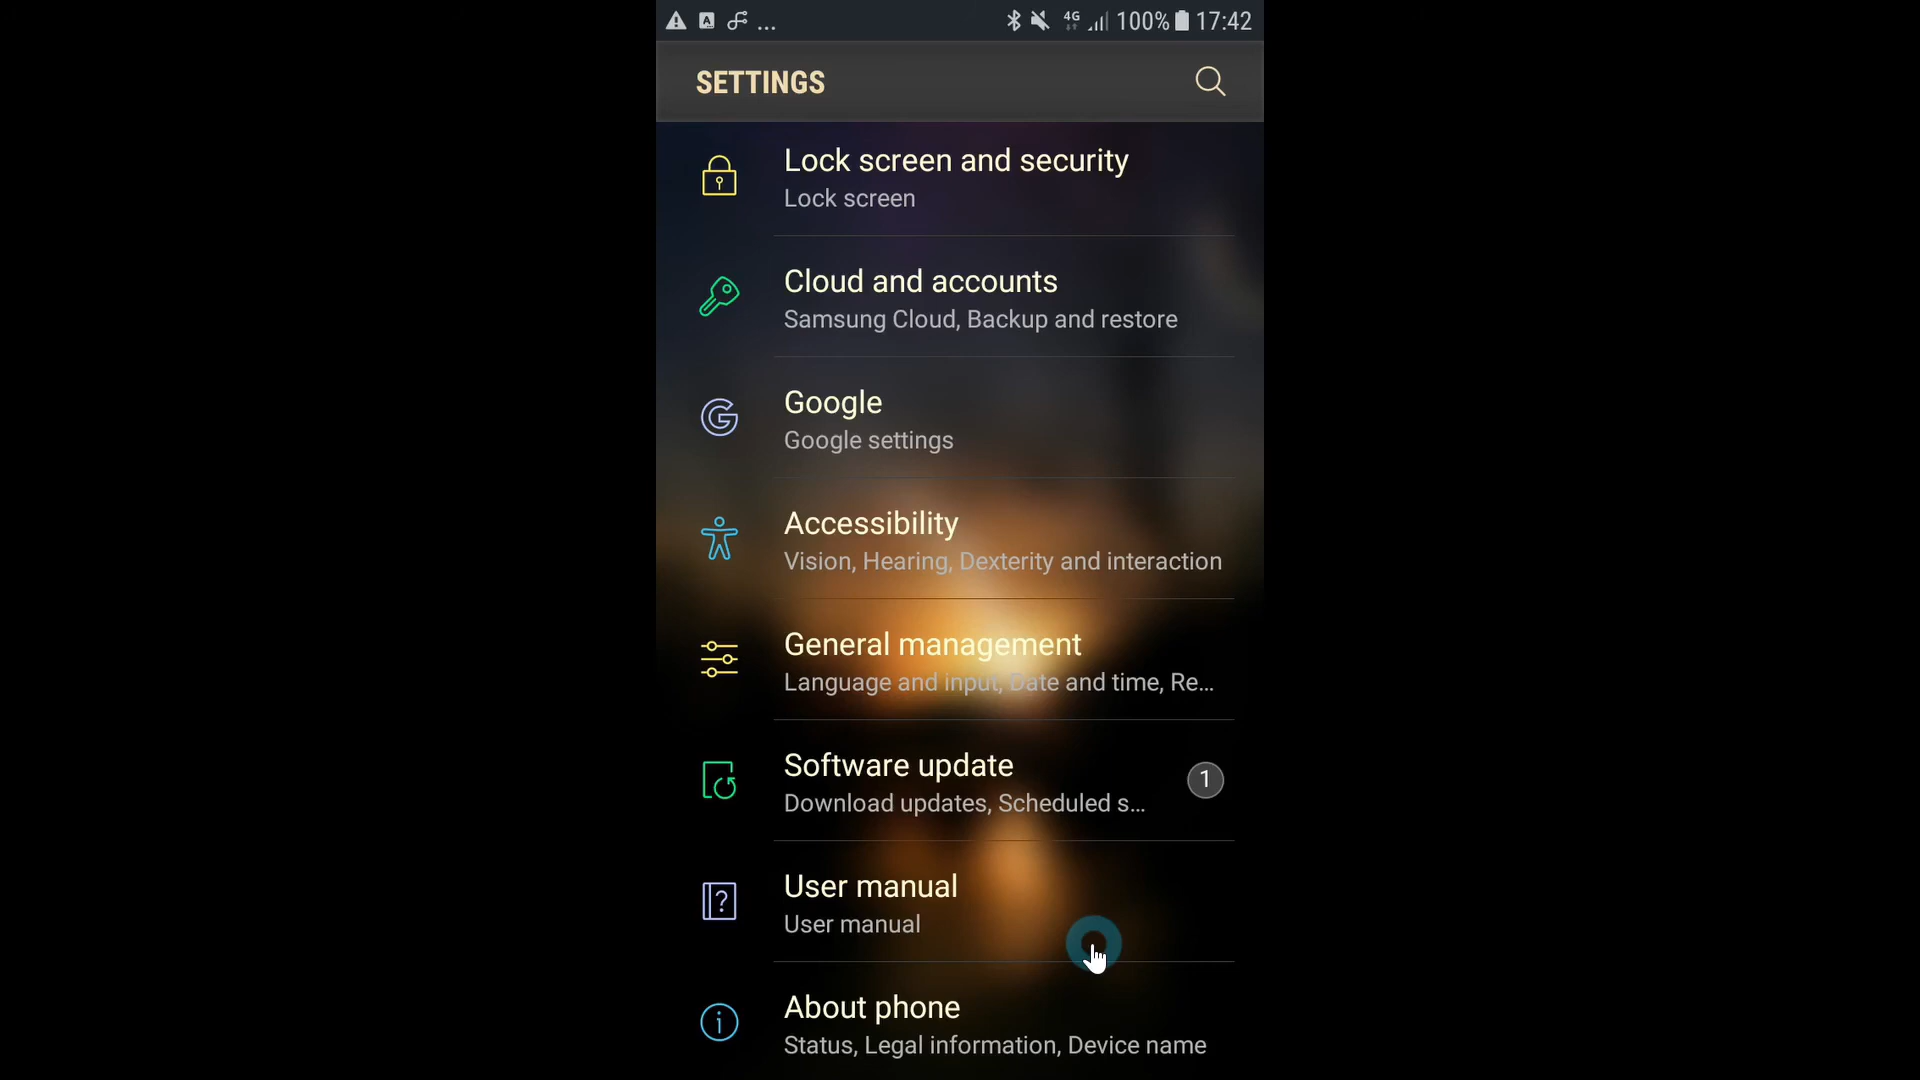 A ... 4G 100% 17:42
SETTINGS
Lock screen and security
Lock screen
Cloud and accounts
Samsung Cloud, Backup and restore
Google
Google settings
Accessibility
Vision, Hearing, Dexterity and interaction
General management
Language and input, Date and time, Re...
Software update
1
Download updates, Scheduled s...
User manual
User manual
About phone
Status, Legal information, Device name